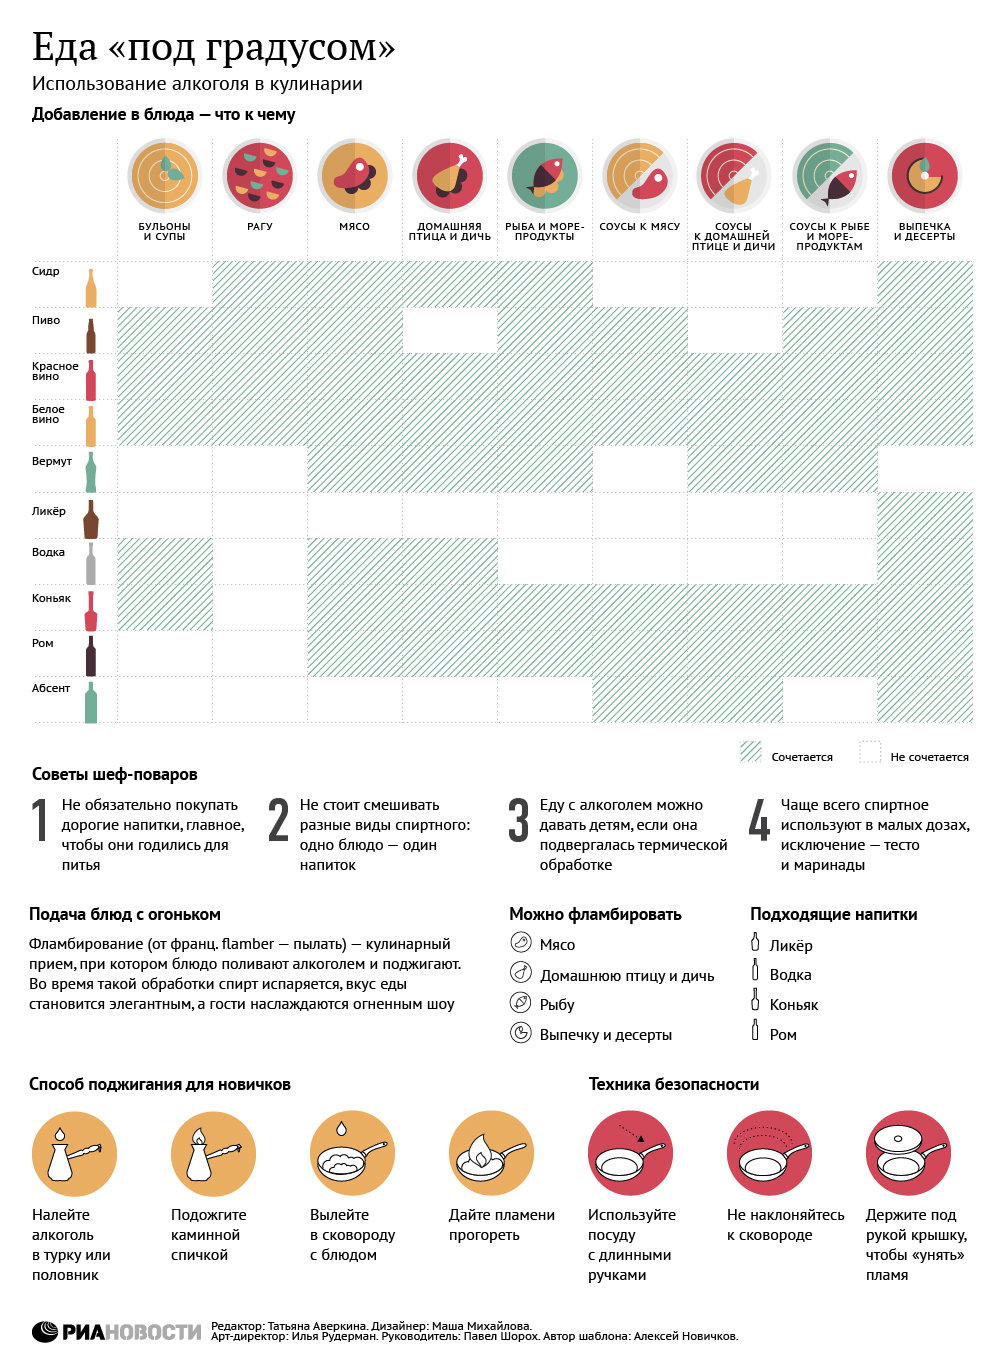 Еда «под градусом»
Использование алкоголя в кулинарии
Добавление в блюда — что к чему
БУЛЬОНЫ
И СУПЫ
РАГУ
МЯСО
ДОМАШНЯЯ
ПТИЦА И ДИЧЬ
РЫБА И МОРЕ-
ПРОДУКТЫ
СОУСЫ К МЯСУ
СОУСЫ
К ДОМАШНЕЙ
ПТИЦЕ И ДИЧИ
СОУСЫ К РЫБЕ
И МОРЕ-
ПРОДУКТАМ
ВЫПЕЧКА
И ДЕСЕРТЫ
Сидр
Пиво
Красное
вино
Белое
вино
Вермут
Ликёр
Водка
Коньяк
Ром
Абсент
Сочетается
Не сочетается
Советы шеф-поваров
1
Не обязательно покупать
дорогие напитки, главное,
чтобы они годились для
питья
2
Не стоит смешивать
разные виды спиртного:
одно блюдо — один
напиток
3
Еду с алкоголем можно
давать детям, если она
подвергалась термической
обработке
4
Чаще всего спиртное
используют в малых дозах,
исключение — тесто
и маринады
Подача блюд с огоньком
Фламбирование (от франц. flamber — пылать) — кулинарный
прием, при котором блюдо поливают алкоголем и поджигают.
Во время такой обработки спирт испаряется, вкус еды
становится элегантным, а гости наслаждаются огненным шоу
Можно фламбировать
Мясо
Домашнюю птицу и дичь
Рыбу
Выпечку и десерты
Подходящие напитки
Ликёр
Водка
Коньяк
Ром
Способ поджигания для новичков
Налейте
алкоголь
в турку или
половник
Подожгите
каминной
спичкой
Вылейте
в сковороду
с блюдом
Дайте пламени
прогореть
Техника безопасности
Используйте
посуду
с длинными
ручками
Не наклоняйтесь
к сковороде
Держите под
рукой крышку,
чтобы «унять»
пламя
РИАНОВОСТИ
Редактор: Татьяна Аверкина. Дизайнер: Маша Михайлова.
Арт-директор: Илья Рудерман. Руководитель: Павел Шорох. Автор шаблона: Алексей Новичков.